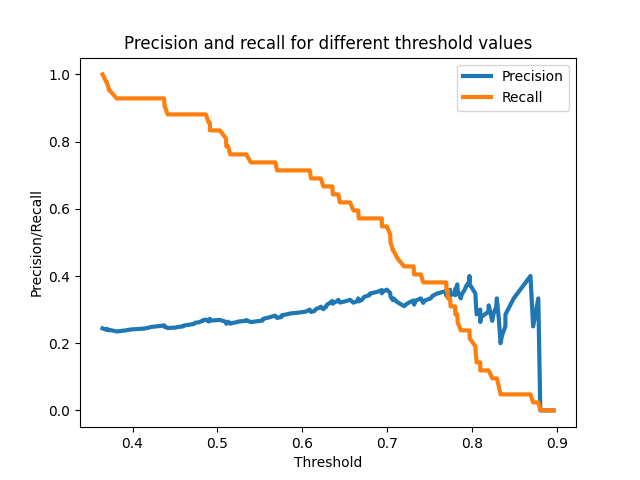 Precision and recall for different threshold values
Precision
Recall
Precision/Recall
1.0
0.8
0.6
0.4
0.2
0.0
0.4 0.5 0.6 0.7 0.8 0.9
Threshold